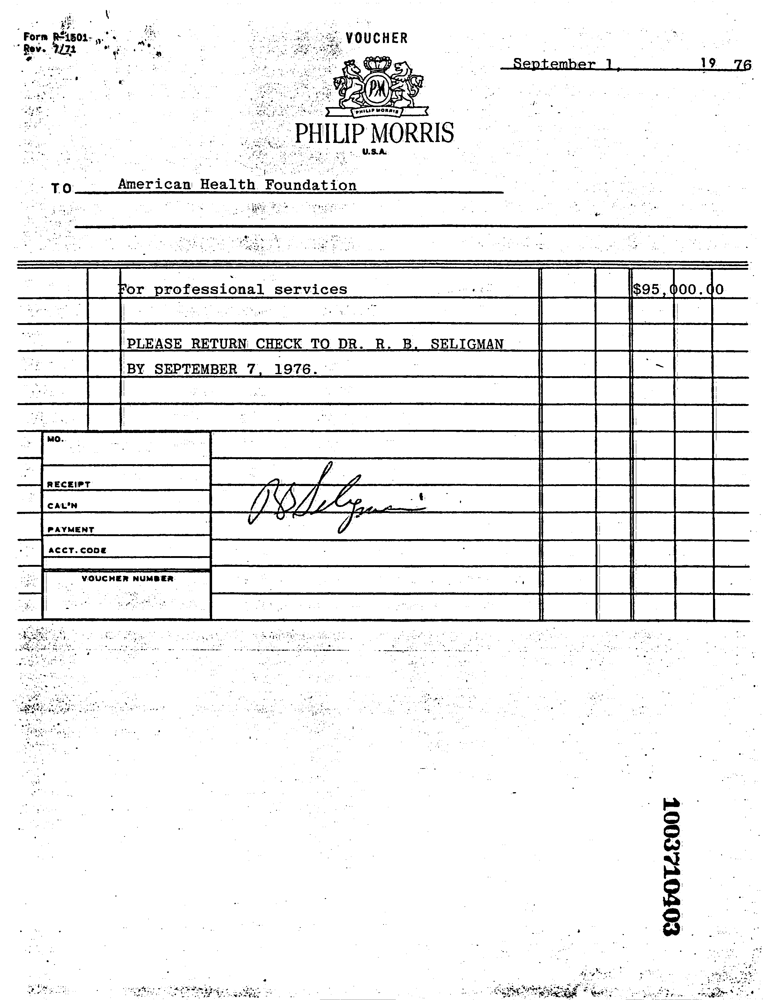 Form R-1501
Rev. 7/71
VOUCHER
September 1, 19 76
PM
PHILIP MORRIS
PHILIP MORRIS
U.S.A.
TO American Health Foundation
For professional services $95,000.00
PLEASE RETURN CHECK TO DR. R. B. SELIGMAN
BY SEPTEMBER 7, 1976.
MO.
RECEIPT
CAL'N
PAYMENT
ACCT. CODE
VOUCHER NUMBER
RB Seligman
1003710403